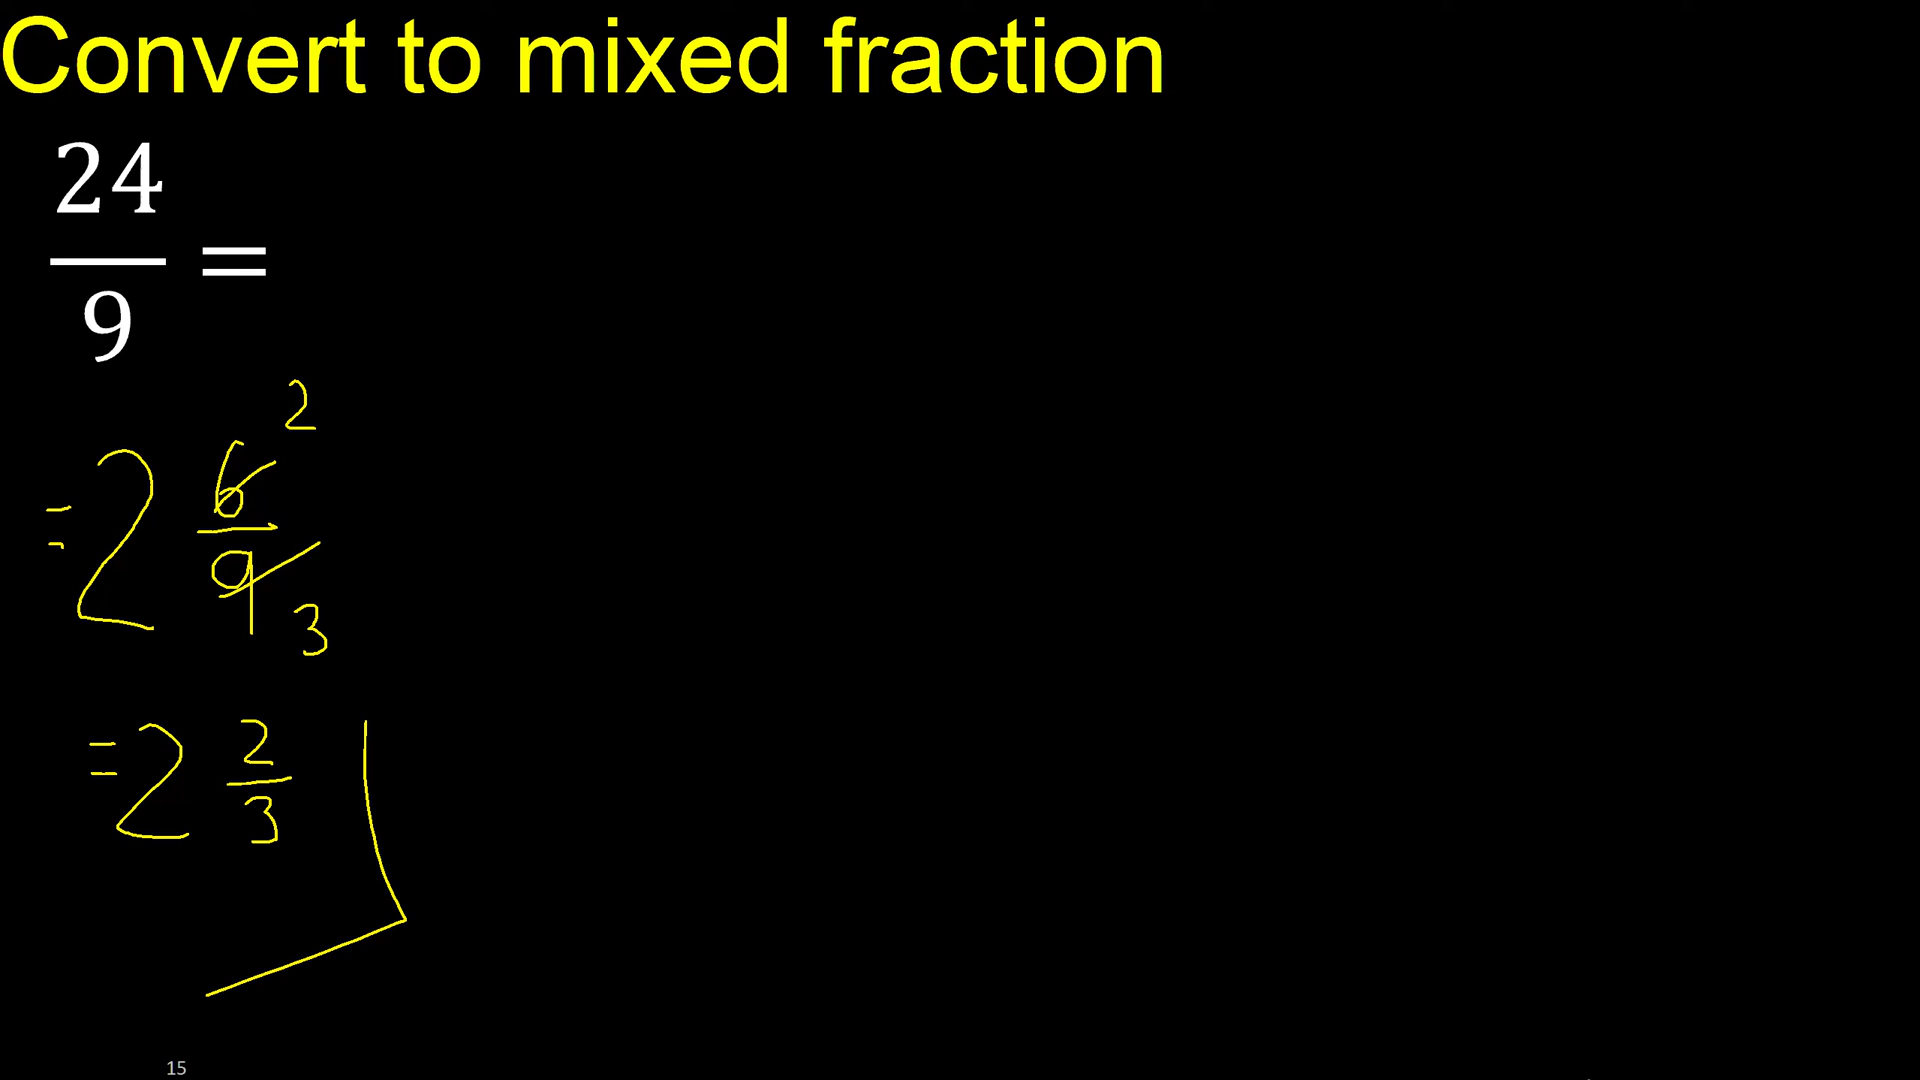 Convert to mixed fraction
24/9 =
= 2 6/9 2 3
= 2 2/3
15